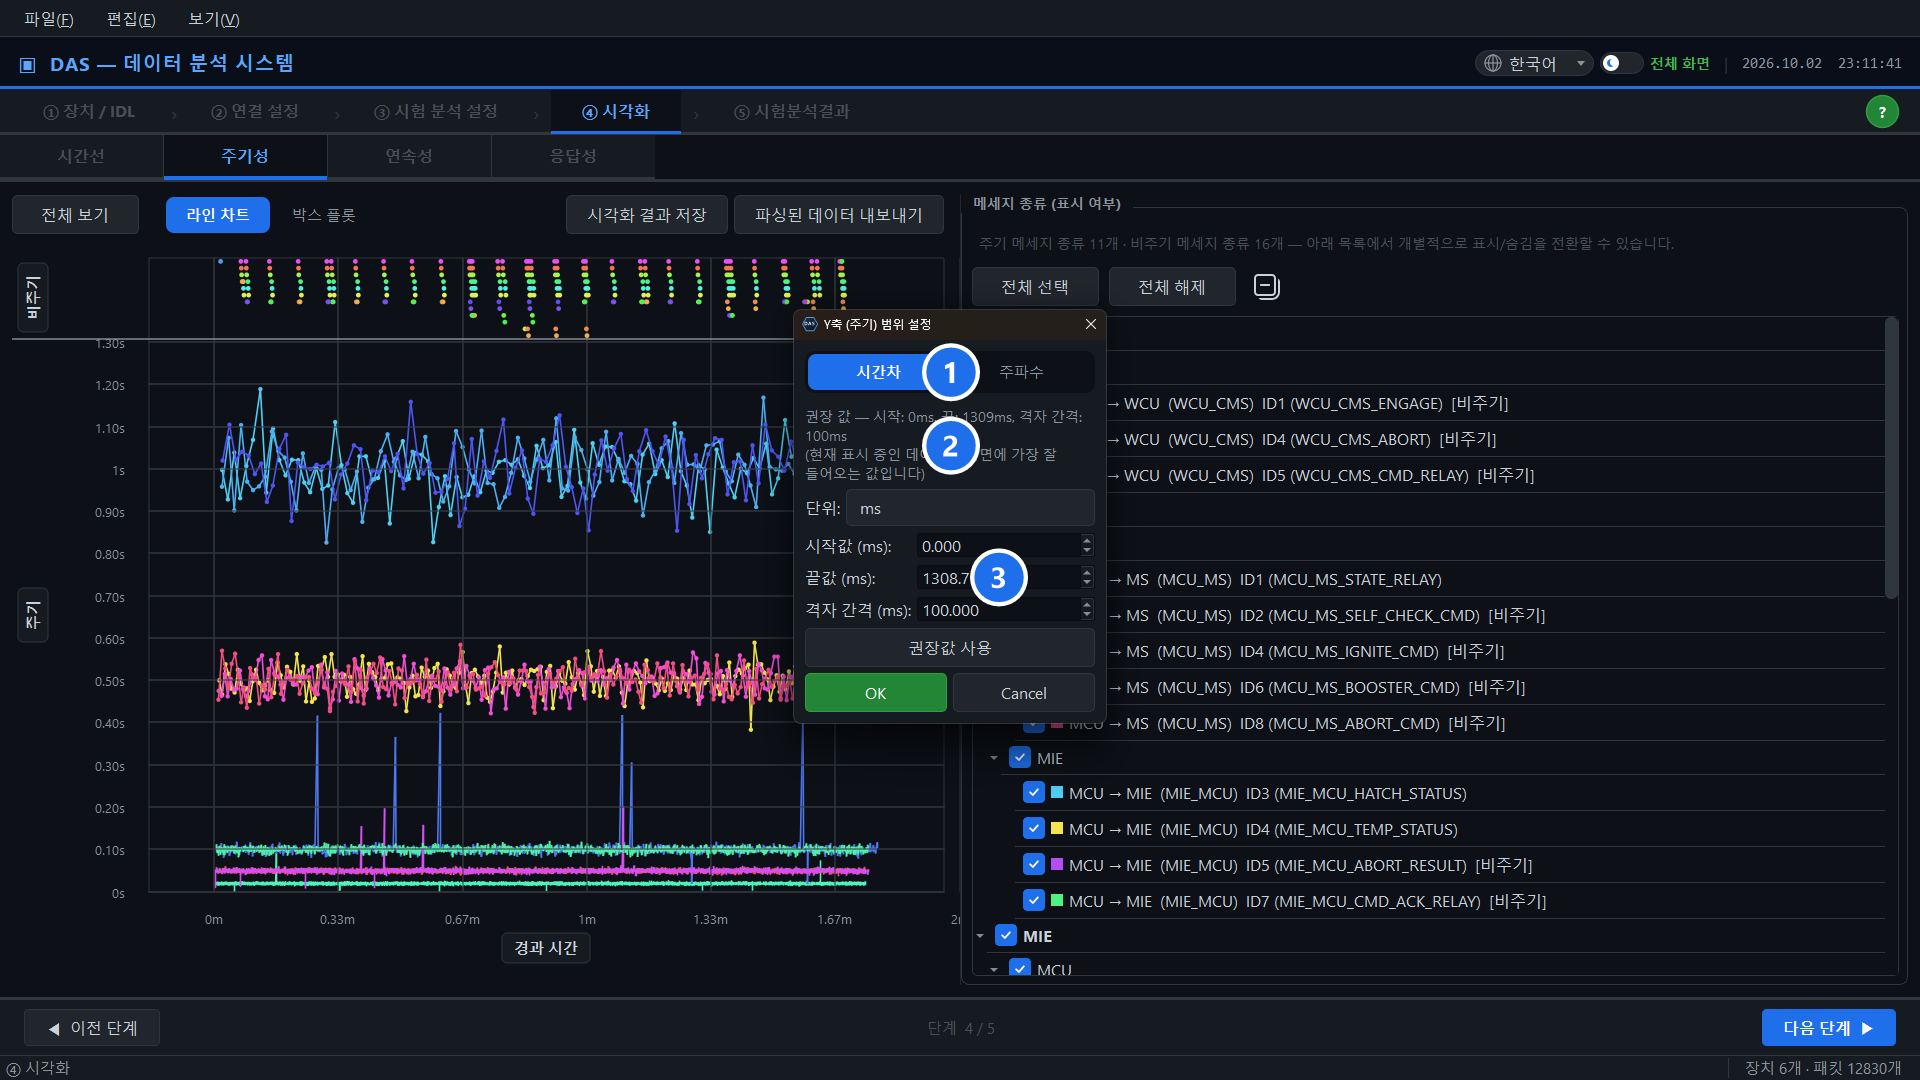 파일(F) 편집(E) 보기(V)
DAS — 데이터 분석 시스템
한국어 전체 화면 2026.10.02 23:11:41
① 장치 / IDL › ② 연결 설정 › ③ 시험 분석 설정 › ④ 시각화 › ⑤ 시험분석결과 ?
시간선 주기성 연속성 응답성
전체 보기 라인 차트 박스 플롯 시각화 결과 저장 파싱된 데이터 내보내기
메세지 종류 (표시 여부)
주기 메세지 종류 11개 · 비주기 메세지 종류 16개 — 아래 목록에서 개별적으로 표시/숨김을 전환할 수 있습니다.
전체 선택 전체 해제
비주기
주기
1.30s
1.20s
1.10s
1s
0.90s
0.80s
0.70s
0.60s
0.50s
0.40s
0.30s
0.20s
0.10s
0s
0m 0.33m 0.67m 1m 1.33m 1.67m
경과 시간
Y축 (주기) 범위 설정
시간차 1 주파수
권장 값 — 시작: 0ms, 끝: 1309ms, 격자 간격:
100ms
2
(현재 표시 중인 면에 가장 잘
들어오는 값입니다)
단위: ms
시작값 (ms): 0.000
끝값 (ms): 1308.7 3
격자 간격 (ms): 100.000
권장값 사용
OK Cancel
→ WCU (WCU_CMS) ID1 (WCU_CMS_ENGAGE) [비주기]
→ WCU (WCU_CMS) ID4 (WCU_CMS_ABORT) [비주기]
→ WCU (WCU_CMS) ID5 (WCU_CMS_CMD_RELAY) [비주기]
→ MS (MCU_MS) ID1 (MCU_MS_STATE_RELAY)
→ MS (MCU_MS) ID2 (MCU_MS_SELF_CHECK_CMD) [비주기]
→ MS (MCU_MS) ID4 (MCU_MS_IGNITE_CMD) [비주기]
→ MS (MCU_MS) ID6 (MCU_MS_BOOSTER_CMD) [비주기]
MCU → MS (MCU_MS) ID8 (MCU_MS_ABORT_CMD) [비주기]
MIE
MCU → MIE (MIE_MCU) ID3 (MIE_MCU_HATCH_STATUS)
MCU → MIE (MIE_MCU) ID4 (MIE_MCU_TEMP_STATUS)
MCU → MIE (MIE_MCU) ID5 (MIE_MCU_ABORT_RESULT) [비주기]
MCU → MIE (MIE_MCU) ID7 (MIE_MCU_CMD_ACK_RELAY) [비주기]
MIE
MCU
◀ 이전 단계 단계 4 / 5 다음 단계 ▶
④ 시각화 장치 6개 · 패킷 12830개